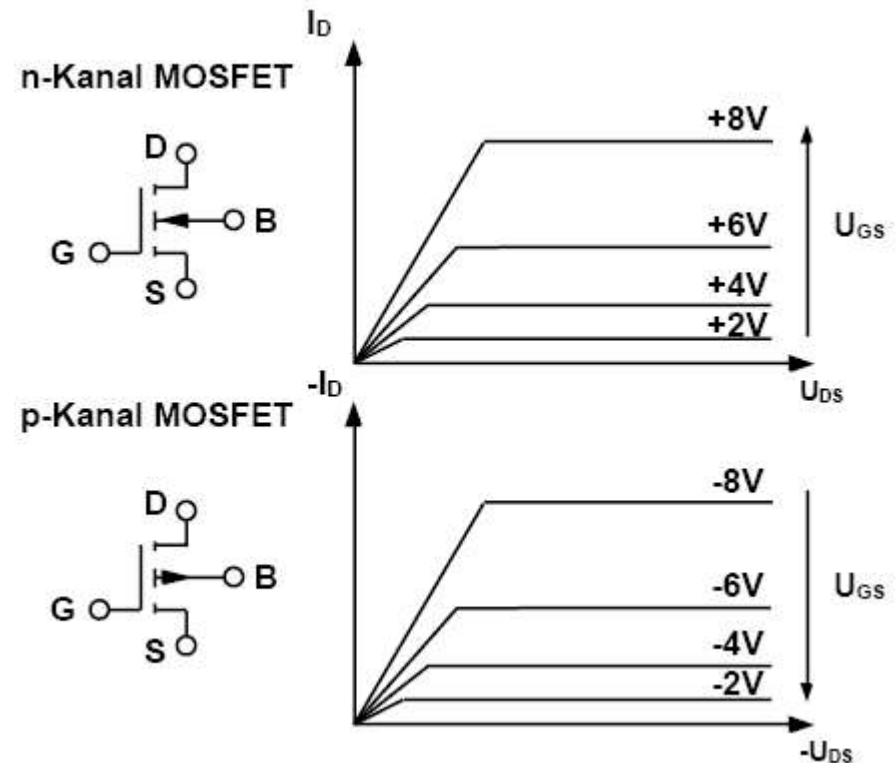 n-Kanal MOSFET
D
B
G
S
I_D
+8V
+6V
+4V
+2V
U_GS
U_DS
p-Kanal MOSFET
D
B
G
S
-I_D
-8V
-6V
-4V
-2V
U_GS
-U_DS